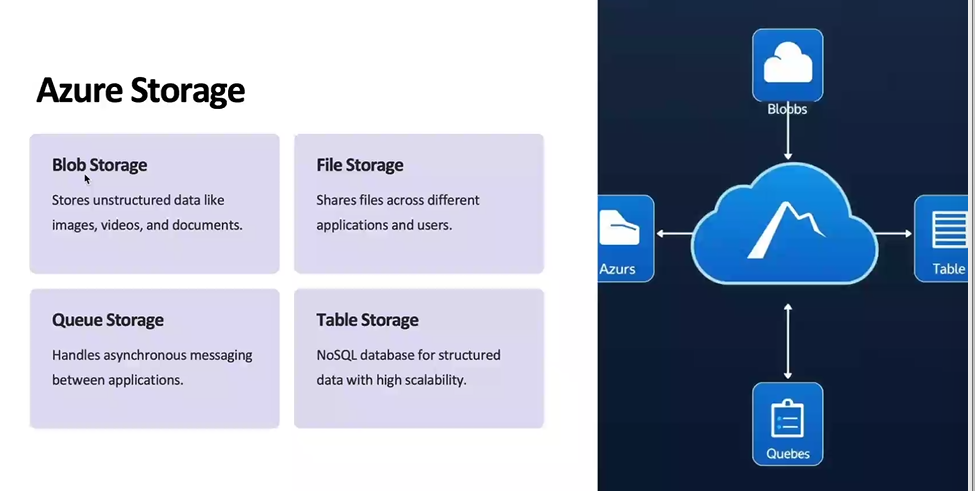 Azure Storage
Blob Storage
Stores unstructured data like
images, videos, and documents.
File Storage
Shares files across different
applications and users.
Queue Storage
Handles asynchronous messaging
between applications.
Table Storage
NoSQL database for structured
data with high scalability.
Blobbs
Azurs
Table
Quebes